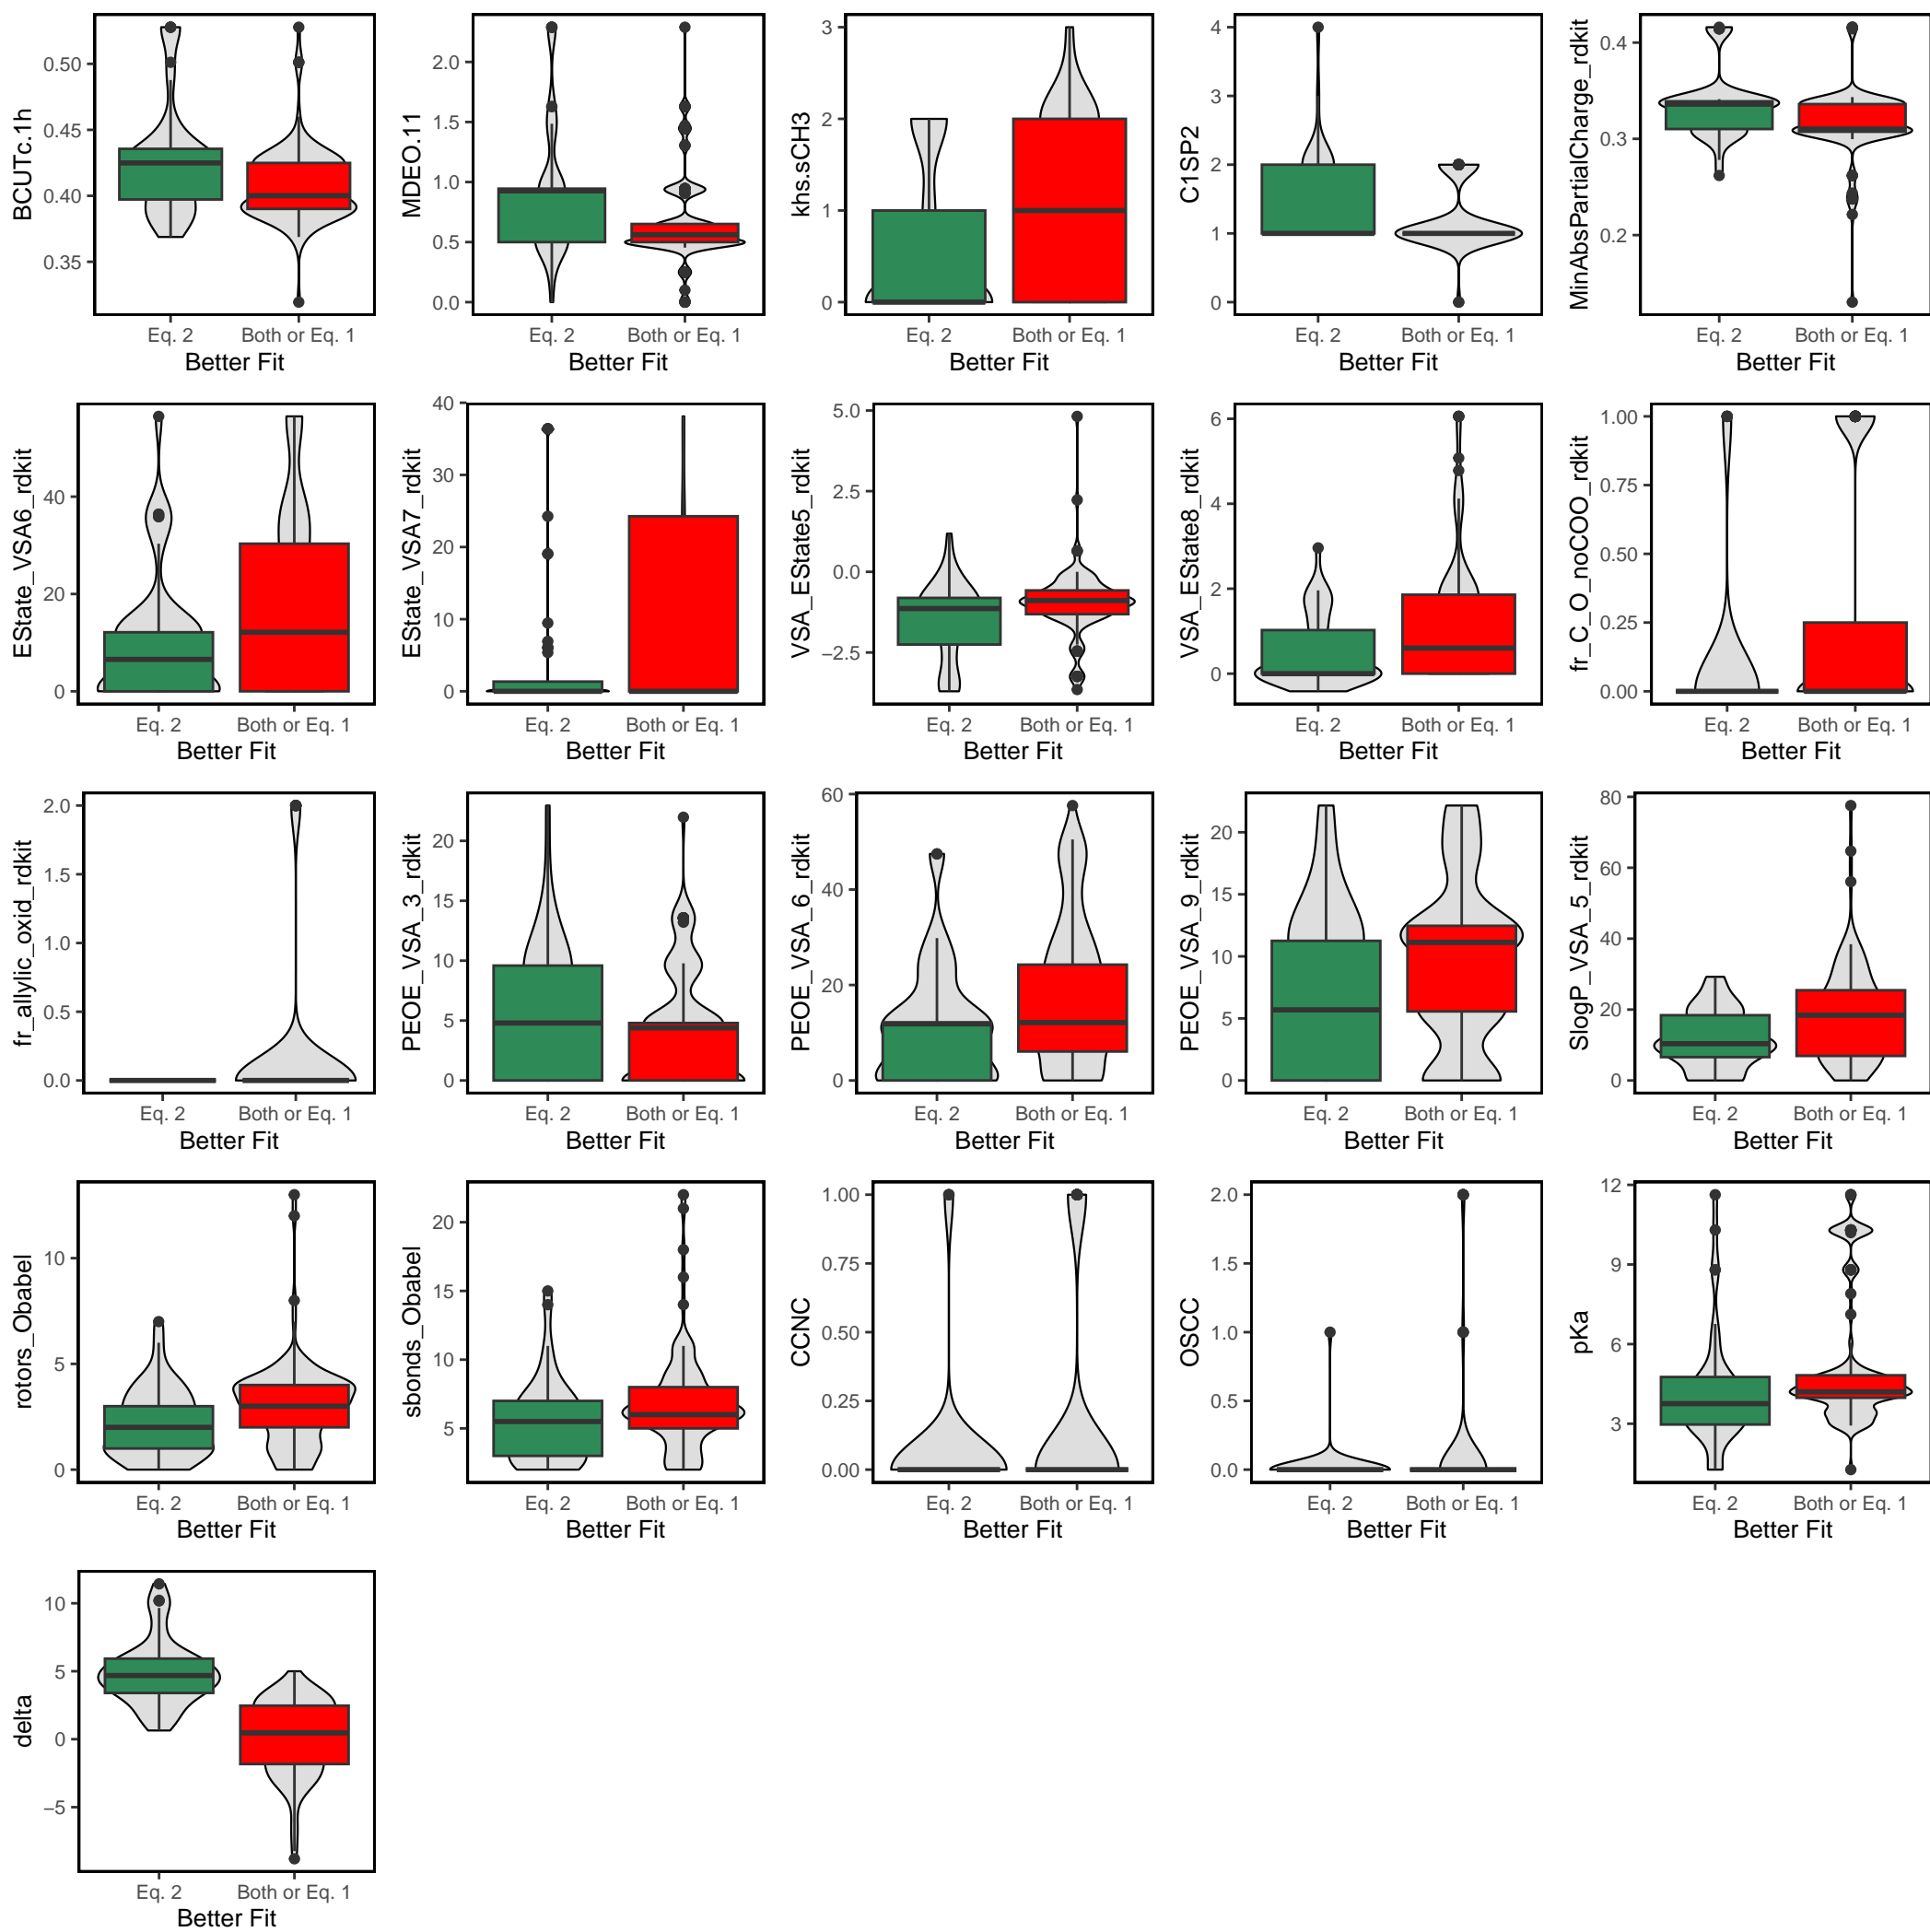 BCUTc.1h
0.50
0.45
0.40
0.35
Eq. 2 Both or Eq. 1
Better Fit
MDEO.11
2.0
1.5
1.0
0.5
0.0
Eq. 2 Both or Eq. 1
Better Fit
khs.sCH3
3
2
1
0
Eq. 2 Both or Eq. 1
Better Fit
C1SP2
4
3
2
1
0
Eq. 2 Both or Eq. 1
Better Fit
MinAbsPartialCharge_rdkit
0.4
0.3
0.2
Eq. 2 Both or Eq. 1
Better Fit
EState_VSA6_rdkit
40
20
0
Eq. 2 Both or Eq. 1
Better Fit
EState_VSA7_rdkit
40
30
20
10
0
Eq. 2 Both or Eq. 1
Better Fit
VSA_EState5_rdkit
5.0
2.5
0.0
−2.5
Eq. 2 Both or Eq. 1
Better Fit
VSA_EState8_rdkit
6
4
2
0
Eq. 2 Both or Eq. 1
Better Fit
fr_C_O_noCOO_rdkit
1.00
0.75
0.50
0.25
0.00
Eq. 2 Both or Eq. 1
Better Fit
fr_allylic_oxid_rdkit
2.0
1.5
1.0
0.5
0.0
Eq. 2 Both or Eq. 1
Better Fit
PEOE_VSA_3_rdkit
20
15
10
5
0
Eq. 2 Both or Eq. 1
Better Fit
PEOE_VSA_6_rdkit
60
40
20
0
Eq. 2 Both or Eq. 1
Better Fit
PEOE_VSA_9_rdkit
20
15
10
5
0
Eq. 2 Both or Eq. 1
Better Fit
SlogP_VSA_5_rdkit
80
60
40
20
0
Eq. 2 Both or Eq. 1
Better Fit
rotors_Obabel
10
5
0
Eq. 2 Both or Eq. 1
Better Fit
sbonds_Obabel
20
15
10
5
Eq. 2 Both or Eq. 1
Better Fit
CCNC
1.00
0.75
0.50
0.25
0.00
Eq. 2 Both or Eq. 1
Better Fit
OSCC
2.0
1.5
1.0
0.5
0.0
Eq. 2 Both or Eq. 1
Better Fit
pKa
12
9
6
3
Eq. 2 Both or Eq. 1
Better Fit
delta
10
5
0
−5
Eq. 2 Both or Eq. 1
Better Fit